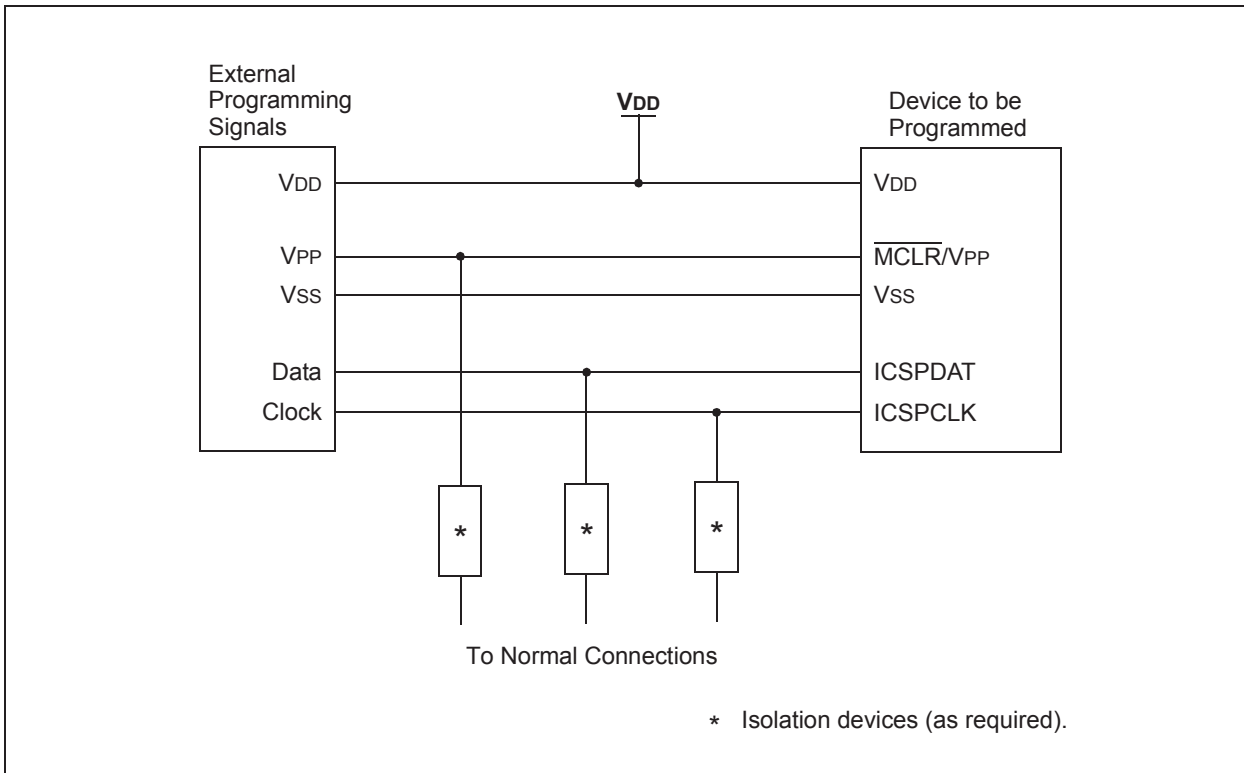 External
Programming
Signals
VDD
Device to be
Programmed
VDD
VDD
VPP
MCLR/VPP
VSS
VSS
Data
ICSPDAT
Clock
ICSPCLK
*
*
*
To Normal Connections
* Isolation devices (as required).